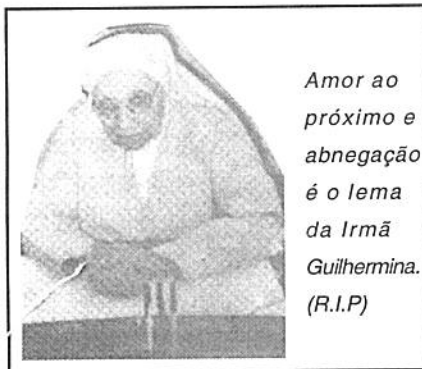 Amor ao
próximo e
abnegação
é o lema
da Irmã
Guilhermina.
(R.I.P)